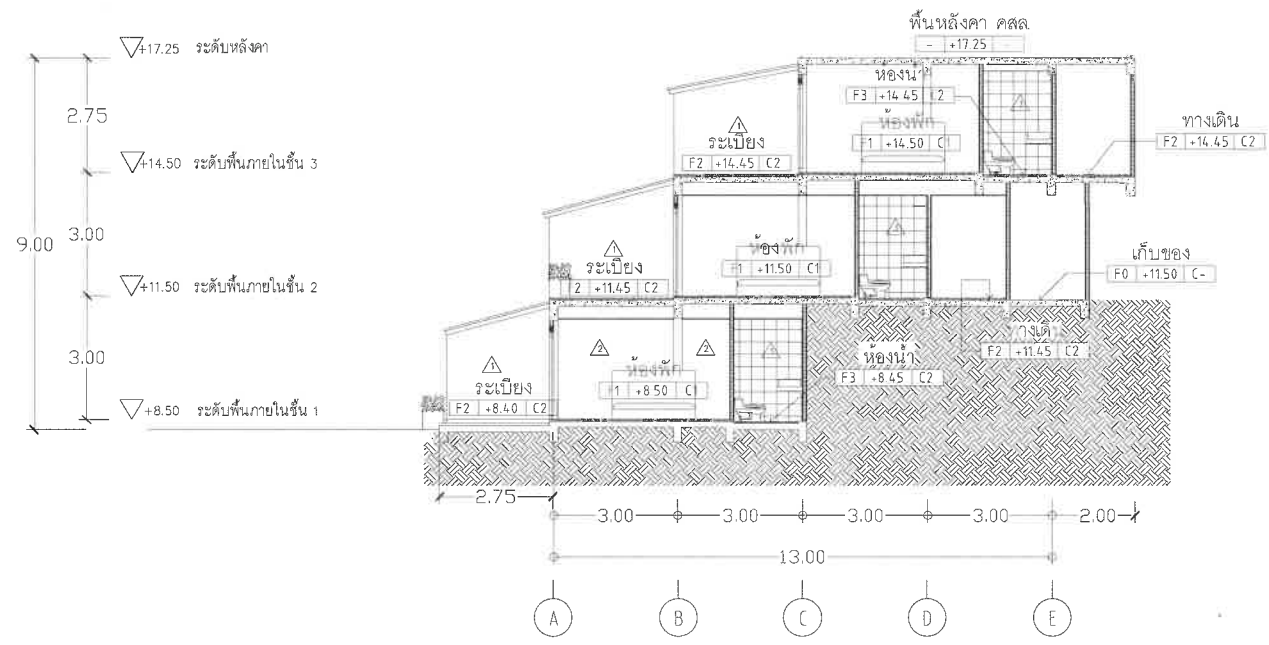 พื้นหลังคา คสล.
- +17.25 -
+17.25 ระดับหลังคา
ห้องน้ำ
F3 +14.45 C2
2.75
ห้องพัก
F1 +14.50 C1
ทางเดิน
F2 +14.45 C2
1
1
ระเบียง
F2 +14.45 C2
+14.50 ระดับพื้นภายในชั้น 3
9.00
3.00
1
ระเบียง
2 +11.45 C2
ห้องพัก
F1 +11.50 C1
เก็บของ
F0 +11.50 C-
+11.50 ระดับพื้นภายในชั้น 2
ทางเดิน
F2 +11.45 C2
3.00
1
ระเบียง
F2 +8.40 C2
2
2
ห้องพัก
F1 +8.50 C1
ห้องน้ำ
F3 +8.45 C2
+8.50 ระดับพื้นภายในชั้น 1
2.75
3.00
3.00
3.00
3.00
2.00
13.00
A
B
C
D
E